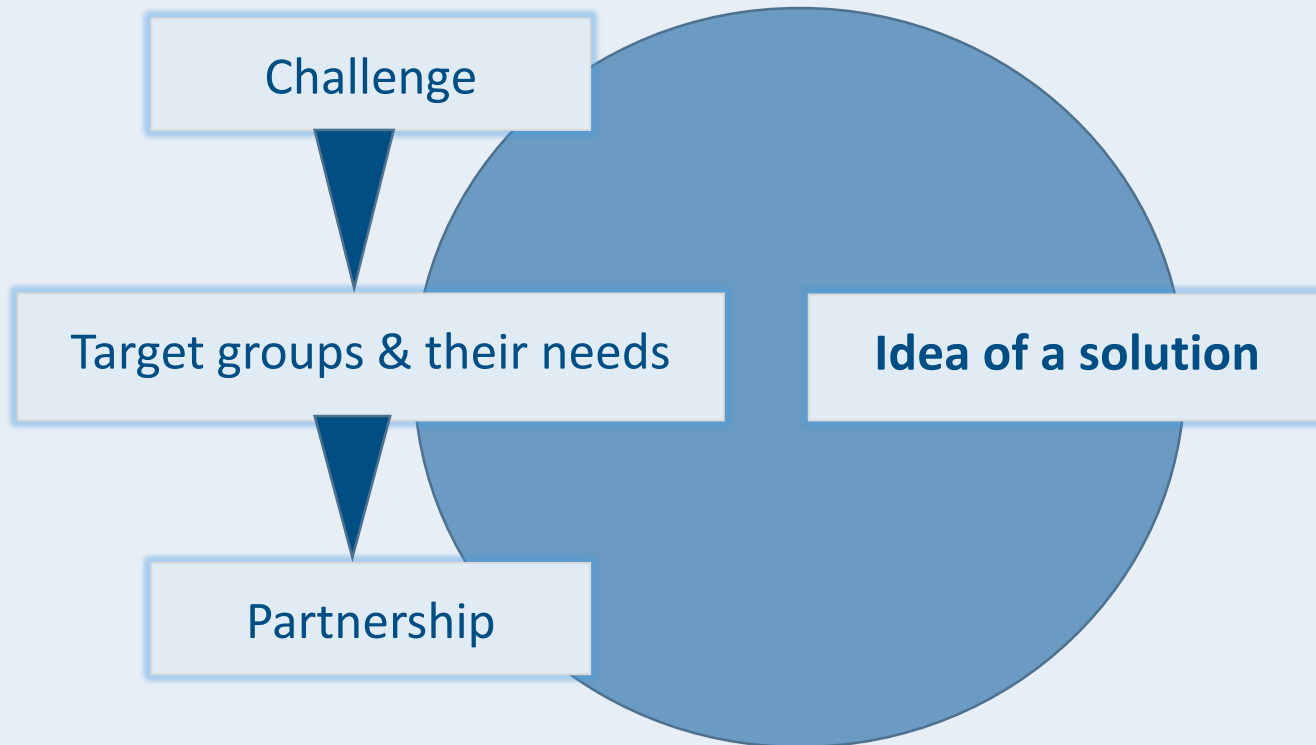 Challenge
Target groups & their needs
Idea of a solution
Partnership